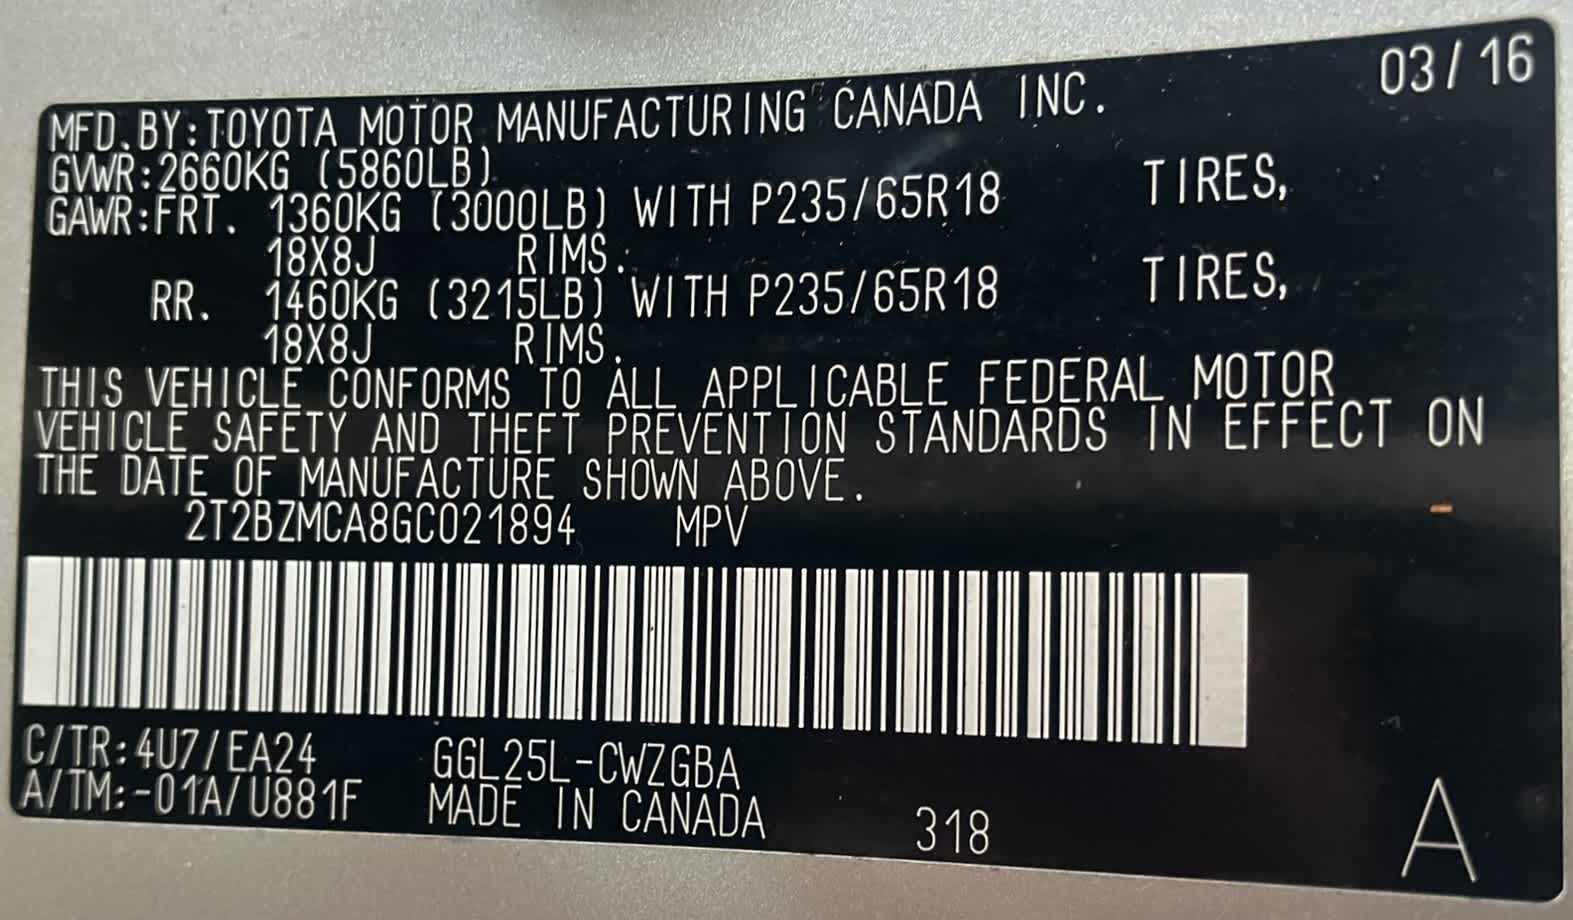 03/16
MFD.BY:TOYOTA MOTOR MANUFACTURING CANADA INC.
GVWR:2660KG (5860LB)
GAWR:FRT. 1360KG (3000LB) WITH P235/65R18 TIRES,
18X8J RIMS.
RR. 1460KG (3215LB) WITH P235/65R18 TIRES,
18X8J RIMS.
THIS VEHICLE CONFORMS TO ALL APPLICABLE FEDERAL MOTOR
VEHICLE SAFETY AND THEFT PREVENTION STANDARDS IN EFFECT ON
THE DATE OF MANUFACTURE SHOWN ABOVE.
2T2BZMCA8GC021894 MPV
C/TR:4U7/EA24 GGL25L-CWZGBA
A/TM:-01A/U881F MADE IN CANADA 318
A